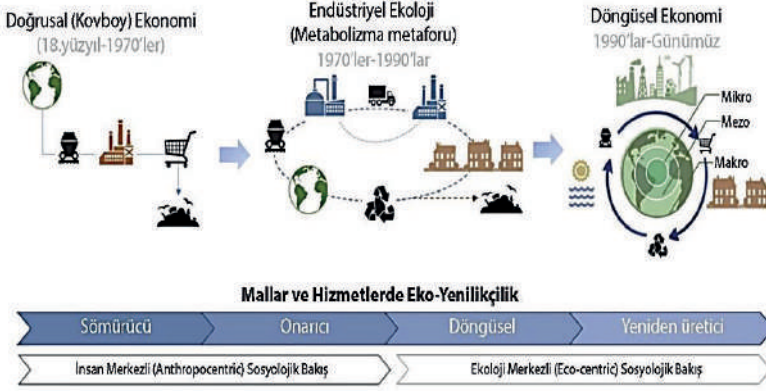 Doğrusal (Kovboy) Ekonomi
(18.yüzyıl-1970'ler)
Endüstriyel Ekoloji
(Metabolizma metaforu)
1970'ler-1990'lar
Döngüsel Ekonomi
1990'lar-Günümüz
Mikro
Mezo
Makro
Mallar ve Hizmetlerde Eko-Yenilikçilik
Sömürücü
Onarıcı
Döngüsel
Yeniden üretici
İnsan Merkezli (Anthropocentric) Sosyolojik Bakış
Ekoloji Merkezli (Eco-centric) Sosyolojik Bakış